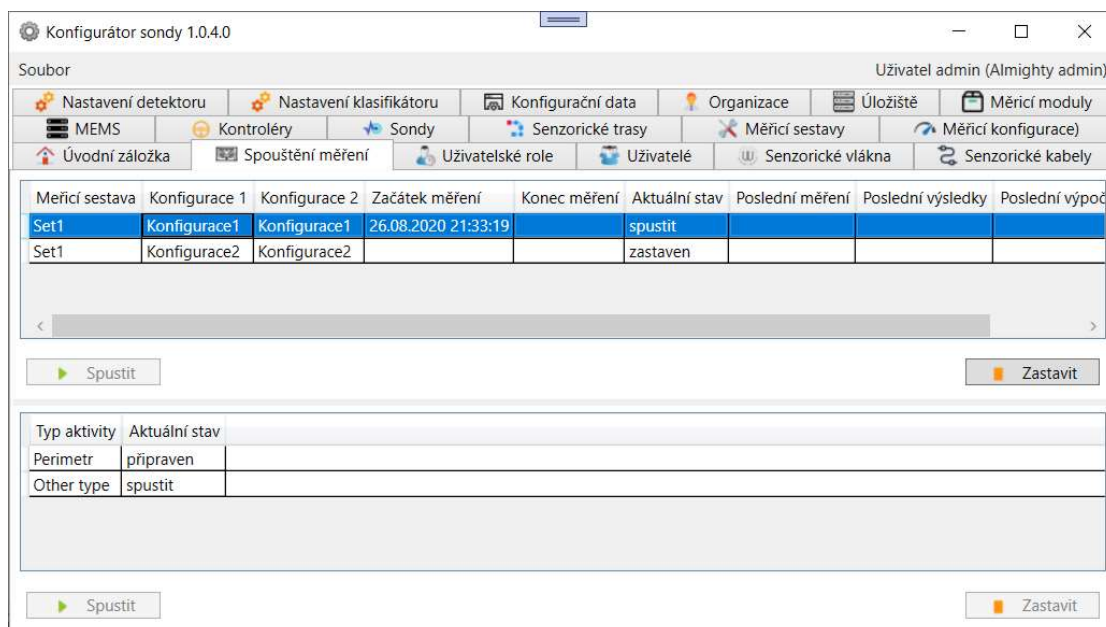 Konfigurátor sondy 1.0.4.0
Soubor Uživatel admin (Almighty admin)
Nastavení detektoru Nastavení klasifikátoru Konfigurační data Organizace Úložiště Měricí moduly
MEMS Kontroléry Sondy Senzorické trasy Měřicí sestavy Měřicí konfigurace)
Úvodní záložka Spouštění měření Uživatelské role Uživatelé Senzorické vlákna Senzorické kabely
Meřicí sestava Konfigurace 1 Konfigurace 2 Začátek měření Konec měření Aktuální stav Poslední měření Poslední výsledky Poslední výpoč
Set1 Konfigurace1 Konfigurace1 26.08.2020 21:33:19 spustit
Set1 Konfigurace2 Konfigurace2 zastaven
Spustit Zastavit
Typ aktivity Aktuální stav
Perimetr připraven
Other type spustit
Spustit Zastavit